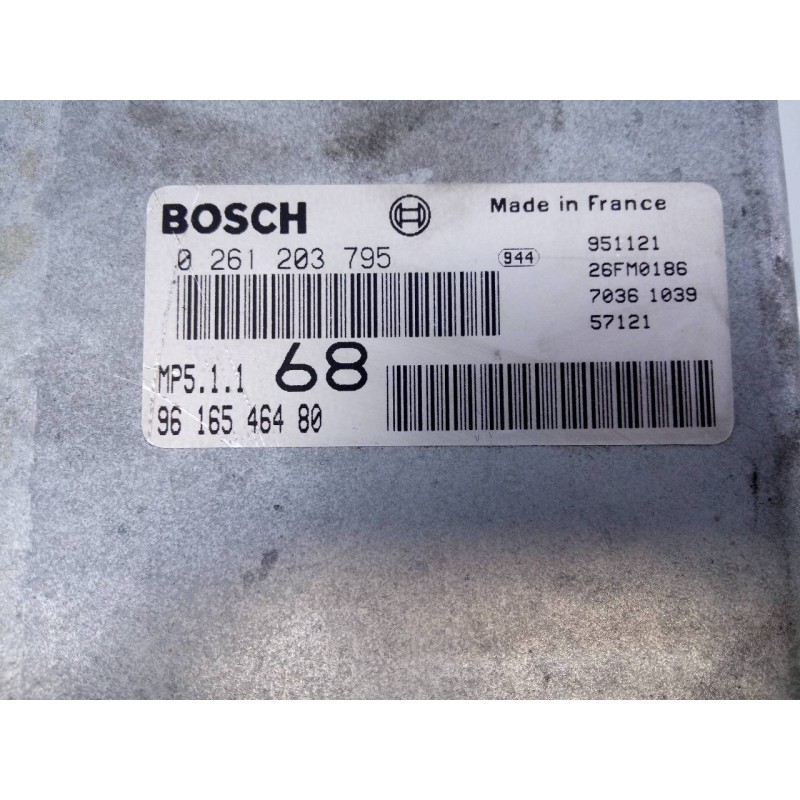 BOSCH Made in France
0 261 203 795 944 951121
26FM0186
7036 1039
57121
MP5.1.1 68
96 165 464 80